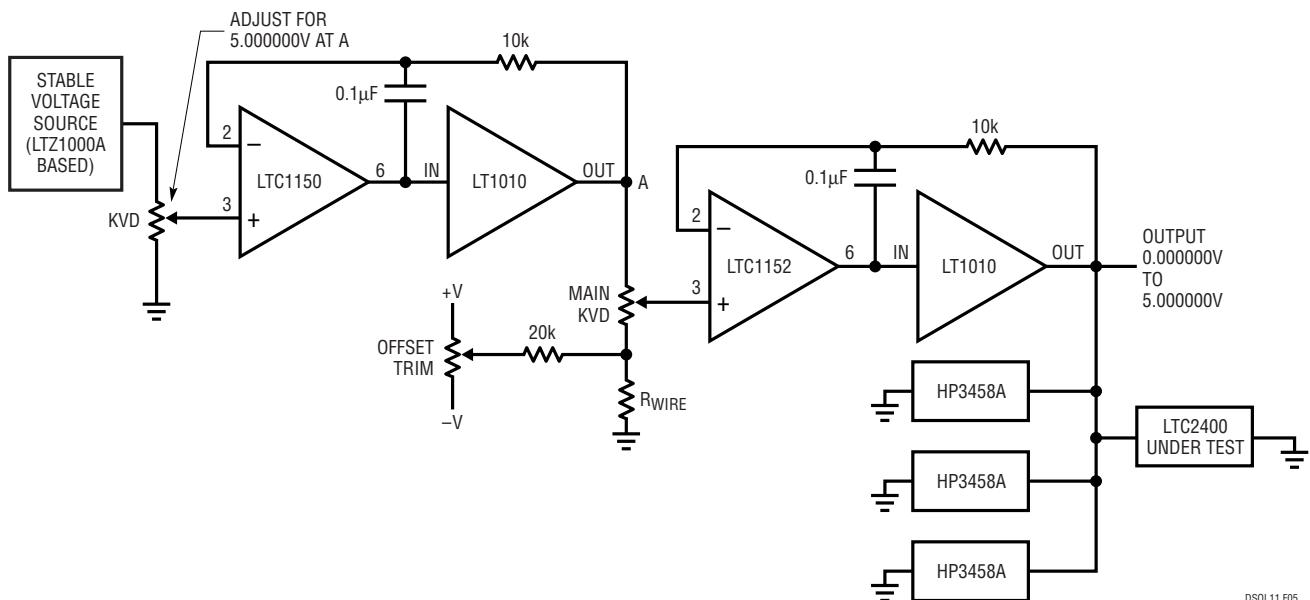 ADJUST FOR
5.000000V AT A
STABLE
VOLTAGE
SOURCE
(LTZ1000A
BASED)
KVD
2
3
−
+
LTC1150
6
0.1µF
10k
IN
LT1010
OUT
A
+V
OFFSET
TRIM
−V
20k
MAIN
KVD
RWIRE
2
3
−
+
LTC1152
6
0.1µF
10k
IN
LT1010
OUT
OUTPUT
0.000000V
TO
5.000000V
HP3458A
HP3458A
HP3458A
LTC2400
UNDER TEST
DSOL11 F05